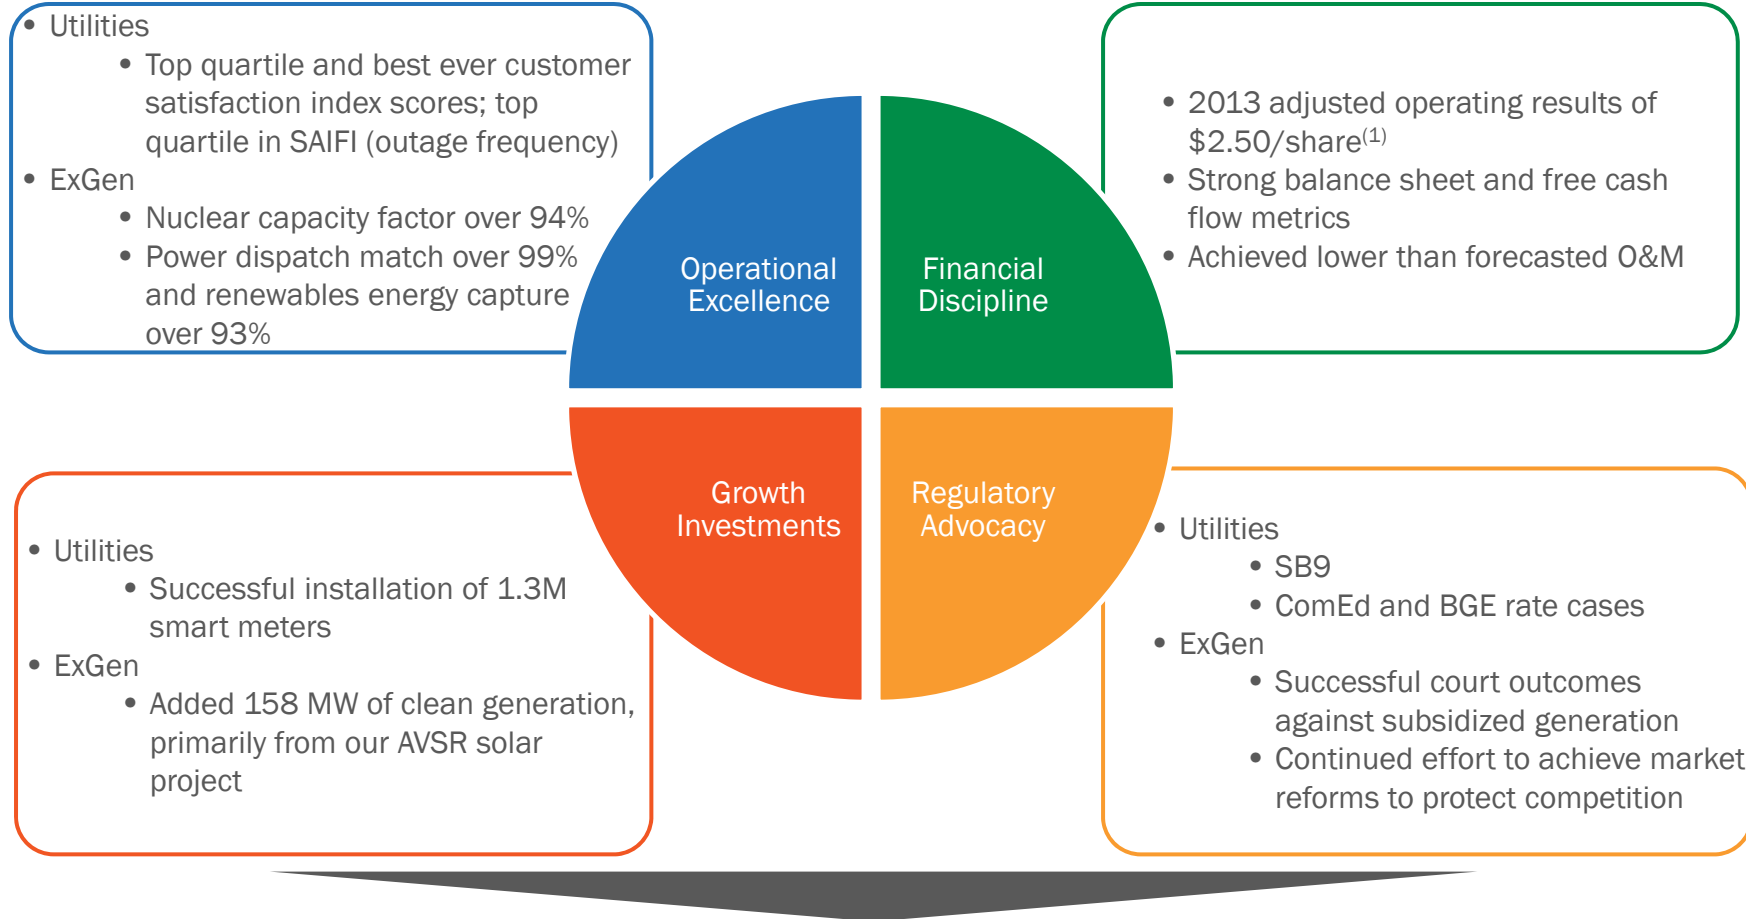 • Utilities
• Top quartile and best ever customer
satisfaction index scores; top
quartile in SAIFI (outage frequency)
• ExGen
• Nuclear capacity factor over 94%
• Power dispatch match over 99%
and renewables energy capture
over 93%
• 2013 adjusted operating results of
$2.50/share(1)
• Strong balance sheet and free cash
flow metrics
• Achieved lower than forecasted O&M
Operational
Excellence
Financial
Discipline
Growth
Investments
Regulatory
Advocacy
• Utilities
• Successful installation of 1.3M
smart meters
• ExGen
• Added 158 MW of clean generation,
primarily from our AVSR solar
project
• Utilities
• SB9
• ComEd and BGE rate cases
• ExGen
• Successful court outcomes
against subsidized generation
• Continued effort to achieve market
reforms to protect competition